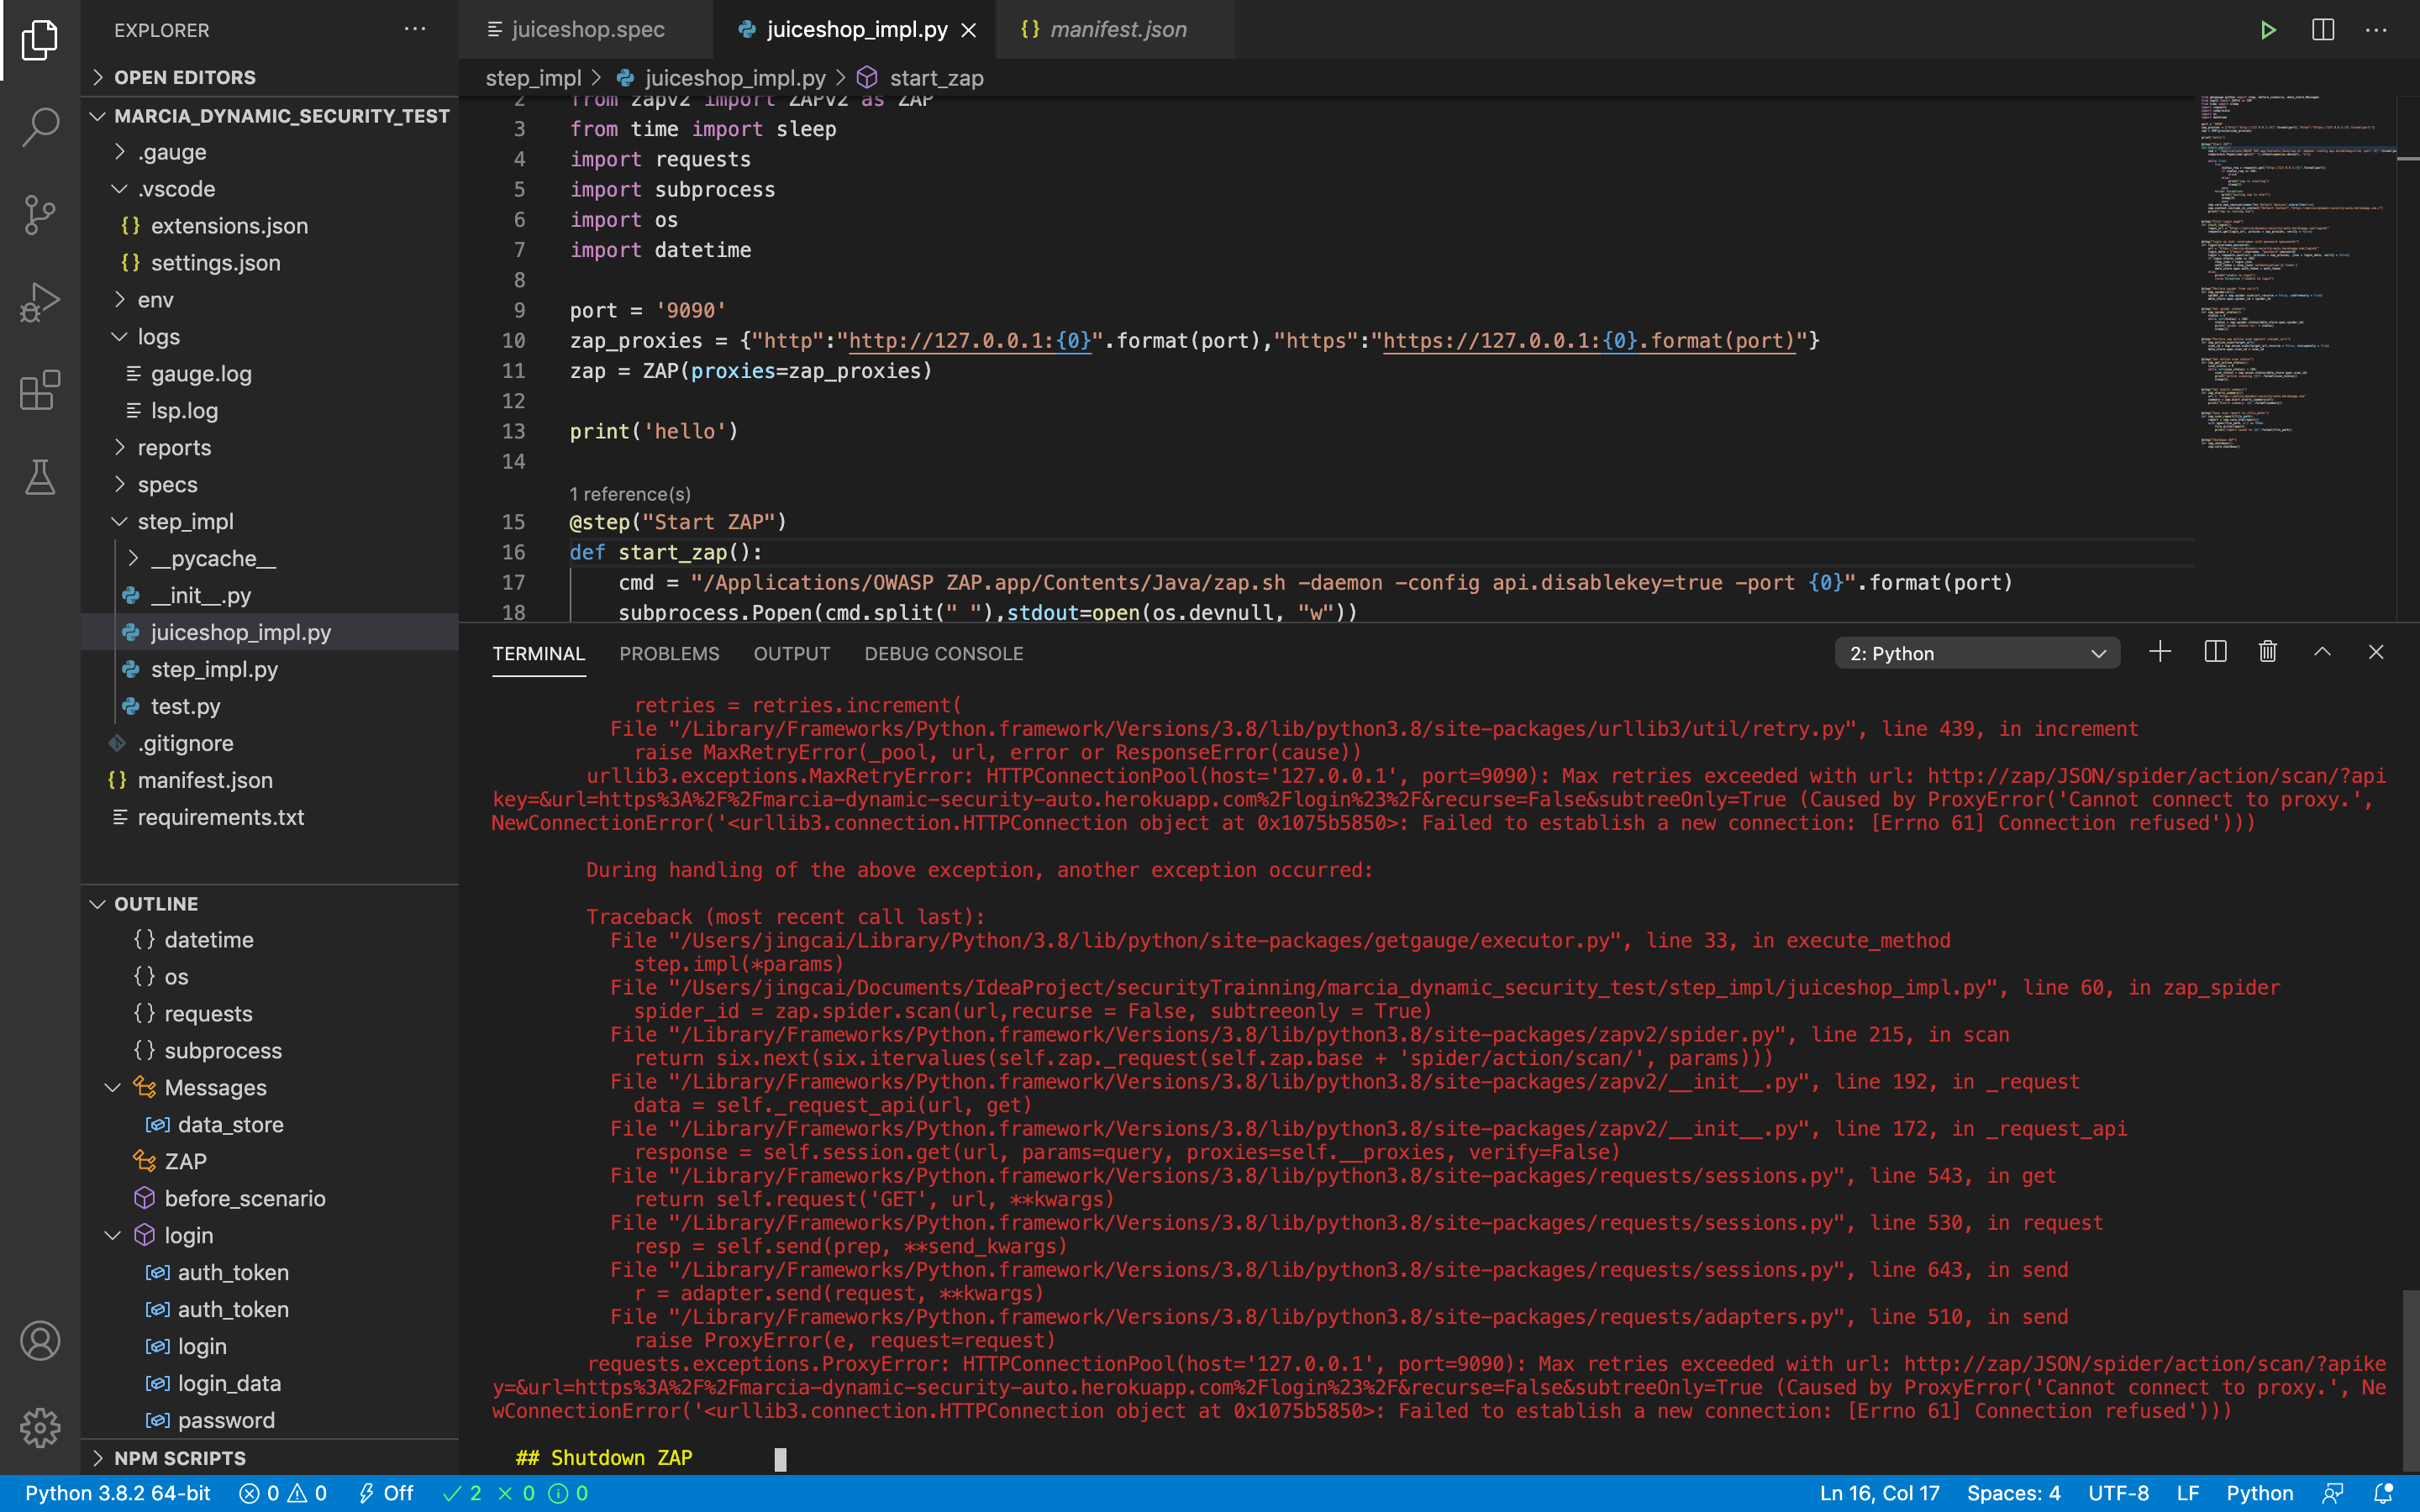 EXPLORER
OPEN EDITORS
MARCIA_DYNAMIC_SECURITY_TEST
.gauge
.vscode
{} extensions.json
{} settings.json
env
logs
gauge.log
lsp.log
reports
specs
step_impl
__pycache__
__init__.py
juiceshop_impl.py
step_impl.py
test.py
.gitignore
{} manifest.json
requirements.txt
OUTLINE
{} datetime
{} os
{} requests
{} subprocess
Messages
data_store
ZAP
before_scenario
login
auth_token
auth_token
login
login_data
password
NPM SCRIPTS
juiceshop.spec
juiceshop_impl.py
{} manifest.json
step_impl > juiceshop_impl.py > start_zap
2 from zapv2 import ZAPv2 as ZAP
3 from time import sleep
4 import requests
5 import subprocess
6 import os
7 import datetime
8
9 port = '9090'
10 zap_proxies = {"http":"http://127.0.0.1:{0}".format(port),"https":"https://127.0.0.1:{0}.format(port)"}
11 zap = ZAP(proxies=zap_proxies)
12
13 print('hello')
14
1 reference(s)
15 @step("Start ZAP")
16 def start_zap():
17 cmd = "/Applications/OWASP ZAP.app/Contents/Java/zap.sh -daemon -config api.disablekey=true -port {0}".format(port)
18 subprocess.Popen(cmd.split(" "),stdout=open(os.devnull, "w"))
TERMINAL PROBLEMS OUTPUT DEBUG CONSOLE
2: Python
retries = retries.increment(
File "/Library/Frameworks/Python.framework/Versions/3.8/lib/python3.8/site-packages/urllib3/util/retry.py", line 439, in increment
raise MaxRetryError(_pool, url, error or ResponseError(cause))
urllib3.exceptions.MaxRetryError: HTTPConnectionPool(host='127.0.0.1', port=9090): Max retries exceeded with url: http://zap/JSON/spider/action/scan/?api
key=&url=https%3A%2F%2Fmarcia-dynamic-security-auto.herokuapp.com%2Flogin%23%2F&recurse=False&subtreeOnly=True (Caused by ProxyError('Cannot connect to proxy.',
NewConnectionError('<urllib3.connection.HTTPConnection object at 0x1075b5850>: Failed to establish a new connection: [Errno 61] Connection refused')))
During handling of the above exception, another exception occurred:
Traceback (most recent call last):
File "/Users/jingcai/Library/Python/3.8/lib/python/site-packages/getgauge/executor.py", line 33, in execute_method
step.impl(*params)
File "/Users/jingcai/Documents/IdeaProject/securityTrainning/marcia_dynamic_security_test/step_impl/juiceshop_impl.py", line 60, in zap_spider
spider_id = zap.spider.scan(url,recurse = False, subtreeonly = True)
File "/Library/Frameworks/Python.framework/Versions/3.8/lib/python3.8/site-packages/zapv2/spider.py", line 215, in scan
return six.next(six.itervalues(self.zap._request(self.zap.base + 'spider/action/scan/', params)))
File "/Library/Frameworks/Python.framework/Versions/3.8/lib/python3.8/site-packages/zapv2/__init__.py", line 192, in _request
data = self._request_api(url, get)
File "/Library/Frameworks/Python.framework/Versions/3.8/lib/python3.8/site-packages/zapv2/__init__.py", line 172, in _request_api
response = self.session.get(url, params=query, proxies=self.__proxies, verify=False)
File "/Library/Frameworks/Python.framework/Versions/3.8/lib/python3.8/site-packages/requests/sessions.py", line 543, in get
return self.request('GET', url, **kwargs)
File "/Library/Frameworks/Python.framework/Versions/3.8/lib/python3.8/site-packages/requests/sessions.py", line 530, in request
resp = self.send(prep, **send_kwargs)
File "/Library/Frameworks/Python.framework/Versions/3.8/lib/python3.8/site-packages/requests/sessions.py", line 643, in send
r = adapter.send(request, **kwargs)
File "/Library/Frameworks/Python.framework/Versions/3.8/lib/python3.8/site-packages/requests/adapters.py", line 510, in send
raise ProxyError(e, request=request)
requests.exceptions.ProxyError: HTTPConnectionPool(host='127.0.0.1', port=9090): Max retries exceeded with url: http://zap/JSON/spider/action/scan/?apike
y=&url=https%3A%2F%2Fmarcia-dynamic-security-auto.herokuapp.com%2Flogin%23%2F&recurse=False&subtreeOnly=True (Caused by ProxyError('Cannot connect to proxy.', Ne
wConnectionError('<urllib3.connection.HTTPConnection object at 0x1075b5850>: Failed to establish a new connection: [Errno 61] Connection refused')))
## Shutdown ZAP
Python 3.8.2 64-bit 0 0 Off 2 0 0 Ln 16, Col 17 Spaces: 4 UTF-8 LF Python